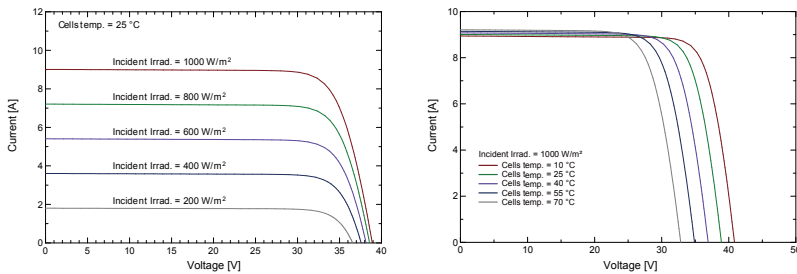 12
10
8
6
4
2
0
Current [A]
Cells temp. = 25 °C
Incident Irrad. = 1000 W/m²
Incident Irrad. = 800 W/m²
Incident Irrad. = 600 W/m²
Incident Irrad. = 400 W/m²
Incident Irrad. = 200 W/m²
0 5 10 15 20 25 30 35 40
Voltage [V]
10
8
6
4
2
0
Current [A]
Incident Irrad. = 1000 W/m²
Cells temp. = 10 °C
Cells temp. = 25 °C
Cells temp. = 40 °C
Cells temp. = 55 °C
Cells temp. = 70 °C
0 10 20 30 40 50
Voltage [V]